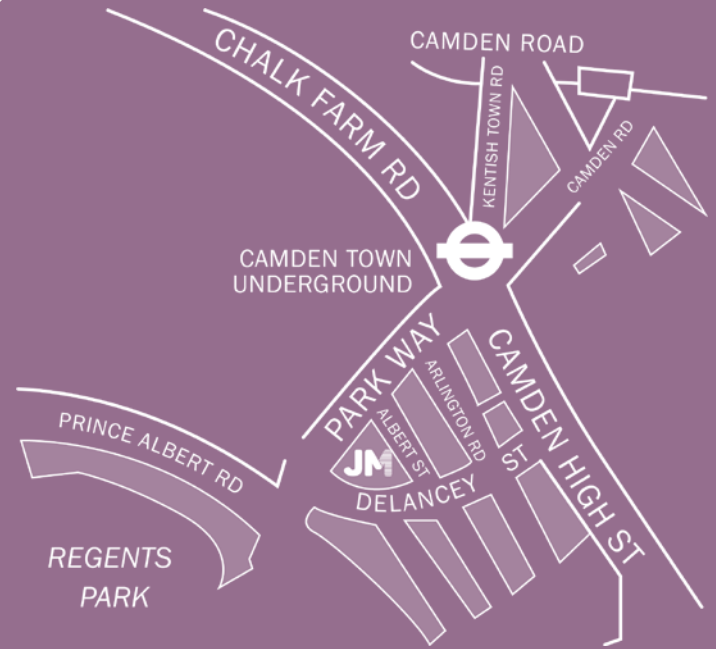 CAMDEN ROAD
CHALK FARM RD
KENTISH TOWN RD
CAMDEN RD
CAMDEN TOWN
UNDERGROUND
PARK WAY
CAMDEN HIGH ST
ARLINGTON RD
ALBERT ST
PRINCE ALBERT RD
JM
DELANCEY ST
REGENTS
PARK